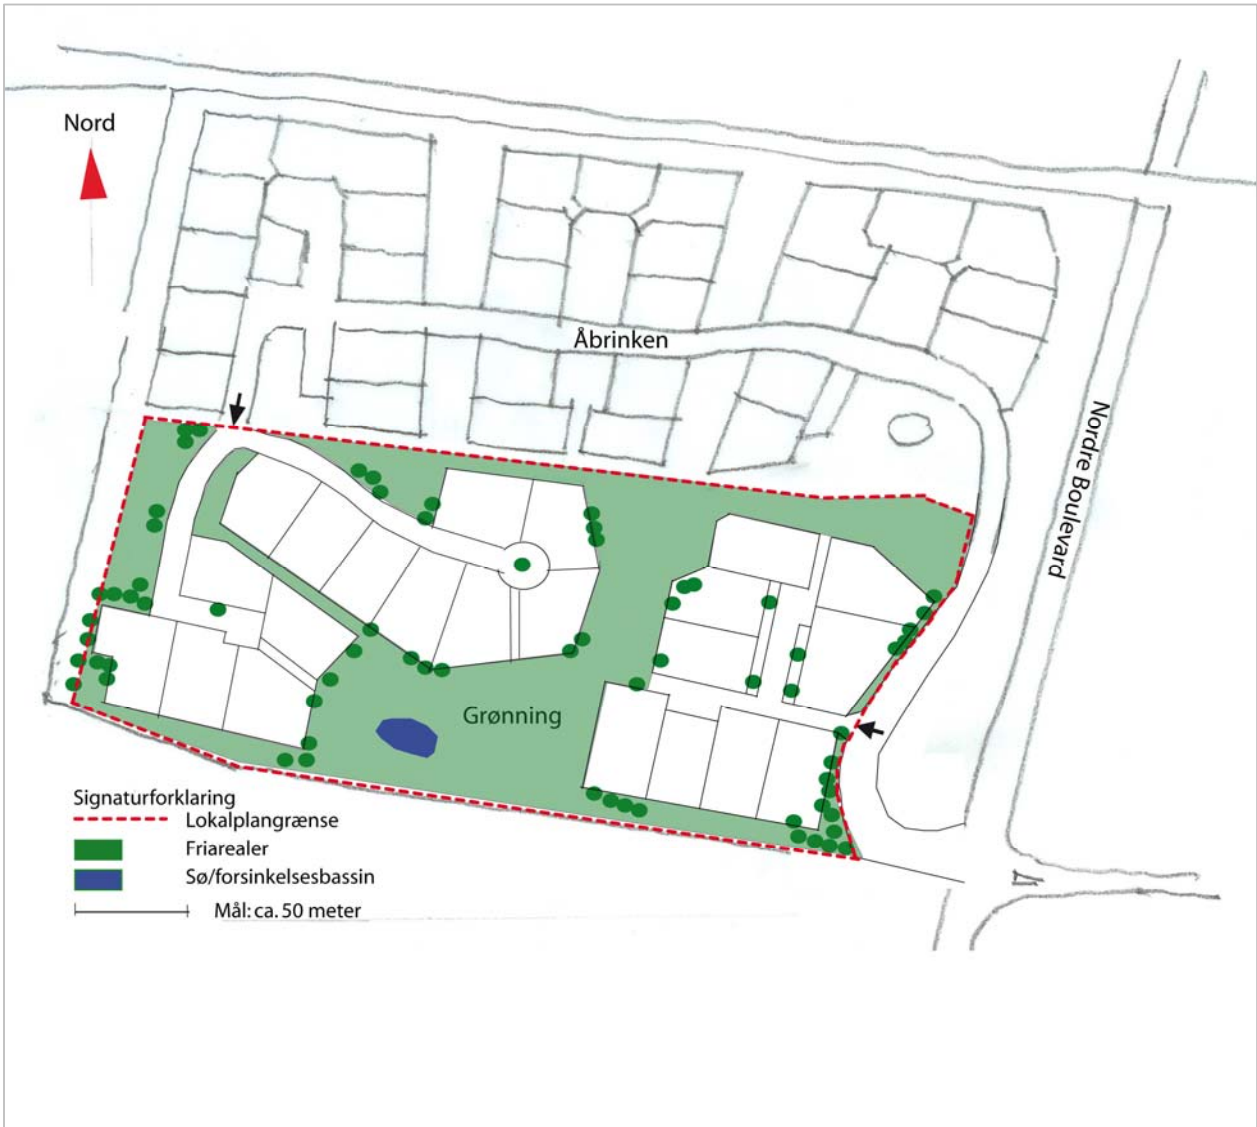 Nord
Åbrinken
Nordre Boulevard
Grønning
Signaturforklaring
Lokalplangrænse
Friarealer
Sø/forsinkelsesbassin
Mål: ca. 50 meter